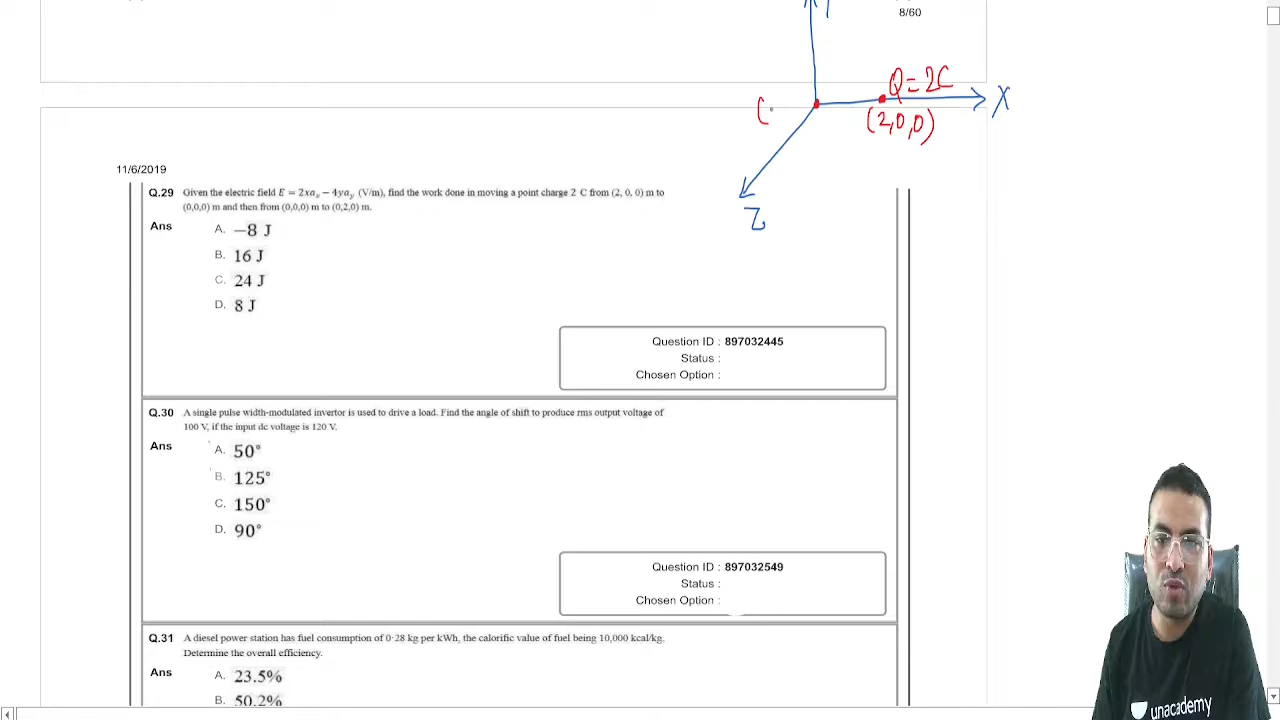 8/60
Q=2C
X
(
(2,0,0)
11/6/2019
Z
Q.29 Given the electric field E = 2xaₓ − 4yaᵧ (V/m), find the work done in moving a point charge 2 C from (2, 0, 0) m to
(0,0,0) m and then from (0,0,0) m to (0,2,0) m.
Ans A. −8 J
B. 16 J
C. 24 J
D. 8 J
Question ID : 897032445
Status :
Chosen Option :
Q.30 A single pulse width-modulated invertor is used to drive a load. Find the angle of shift to produce rms output voltage of
100 V, if the input dc voltage is 120 V.
Ans A. 50°
B. 125°
C. 150°
D. 90°
Question ID : 897032549
Status :
Chosen Option :
Q.31 A diesel power station has fuel consumption of 0·28 kg per kWh, the calorific value of fuel being 10,000 kcal/kg.
Determine the overall efficiency.
Ans A. 23.5%
B. 50.2%
unacademy